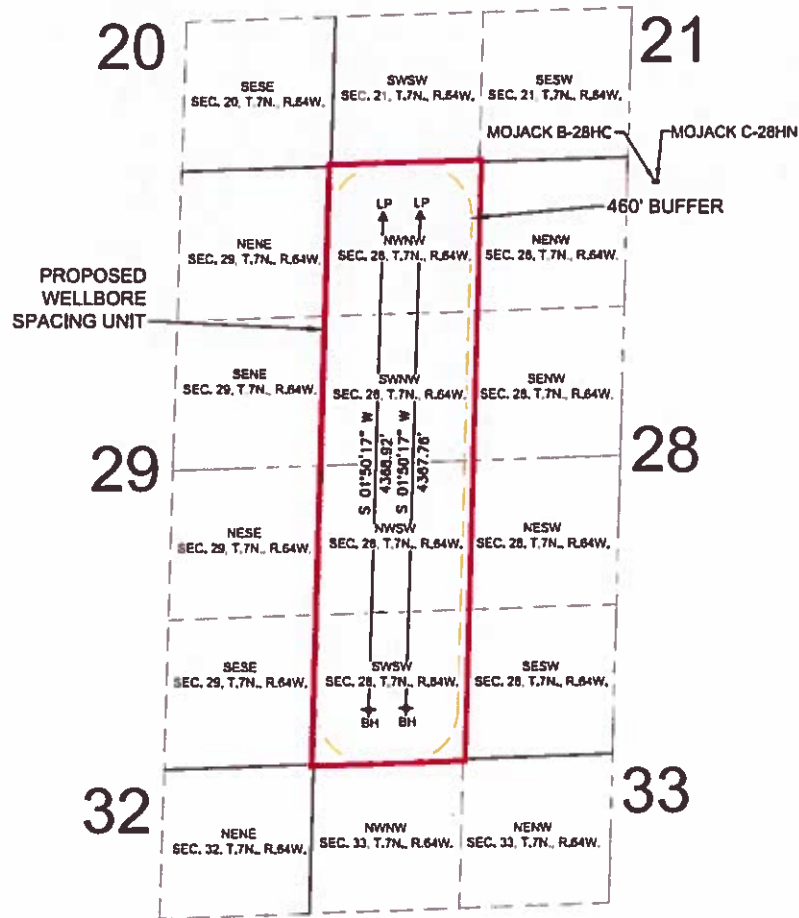 20
21
SESE
SEC. 20, T.7N., R.64W.
SWSW
SEC. 21, T.7N., R.64W.
SESW
SEC. 21, T.7N., R.64W.
MOJACK B-28HC
MOJACK C-28HN
460' BUFFER
LP LP
NENE
SEC. 29, T.7N., R.64W.
NWNW
SEC. 28, T.7N., R.64W.
NENW
SEC. 28, T.7N., R.64W.
PROPOSED
WELLBORE
SPACING UNIT
SENE
SEC. 29, T.7N., R.64W.
SWNW
SEC. 28, T.7N., R.64W.
SENW
SEC. 28, T.7N., R.64W.
29
28
S 01°50'17" W
4368.92'
S 01°50'17" W
4367.76'
NESE
SEC. 29, T.7N., R.64W.
NWSW
SEC. 28, T.7N., R.64W.
NESW
SEC. 28, T.7N., R.64W.
SESE
SEC. 29, T.7N., R.64W.
SWSW
SEC. 28, T.7N., R.64W.
SESW
SEC. 28, T.7N., R.64W.
BH BH
32
33
NENE
SEC. 32, T.7N., R.64W.
NWNW
SEC. 33, T.7N., R.64W.
NENW
SEC. 33, T.7N., R.64W.